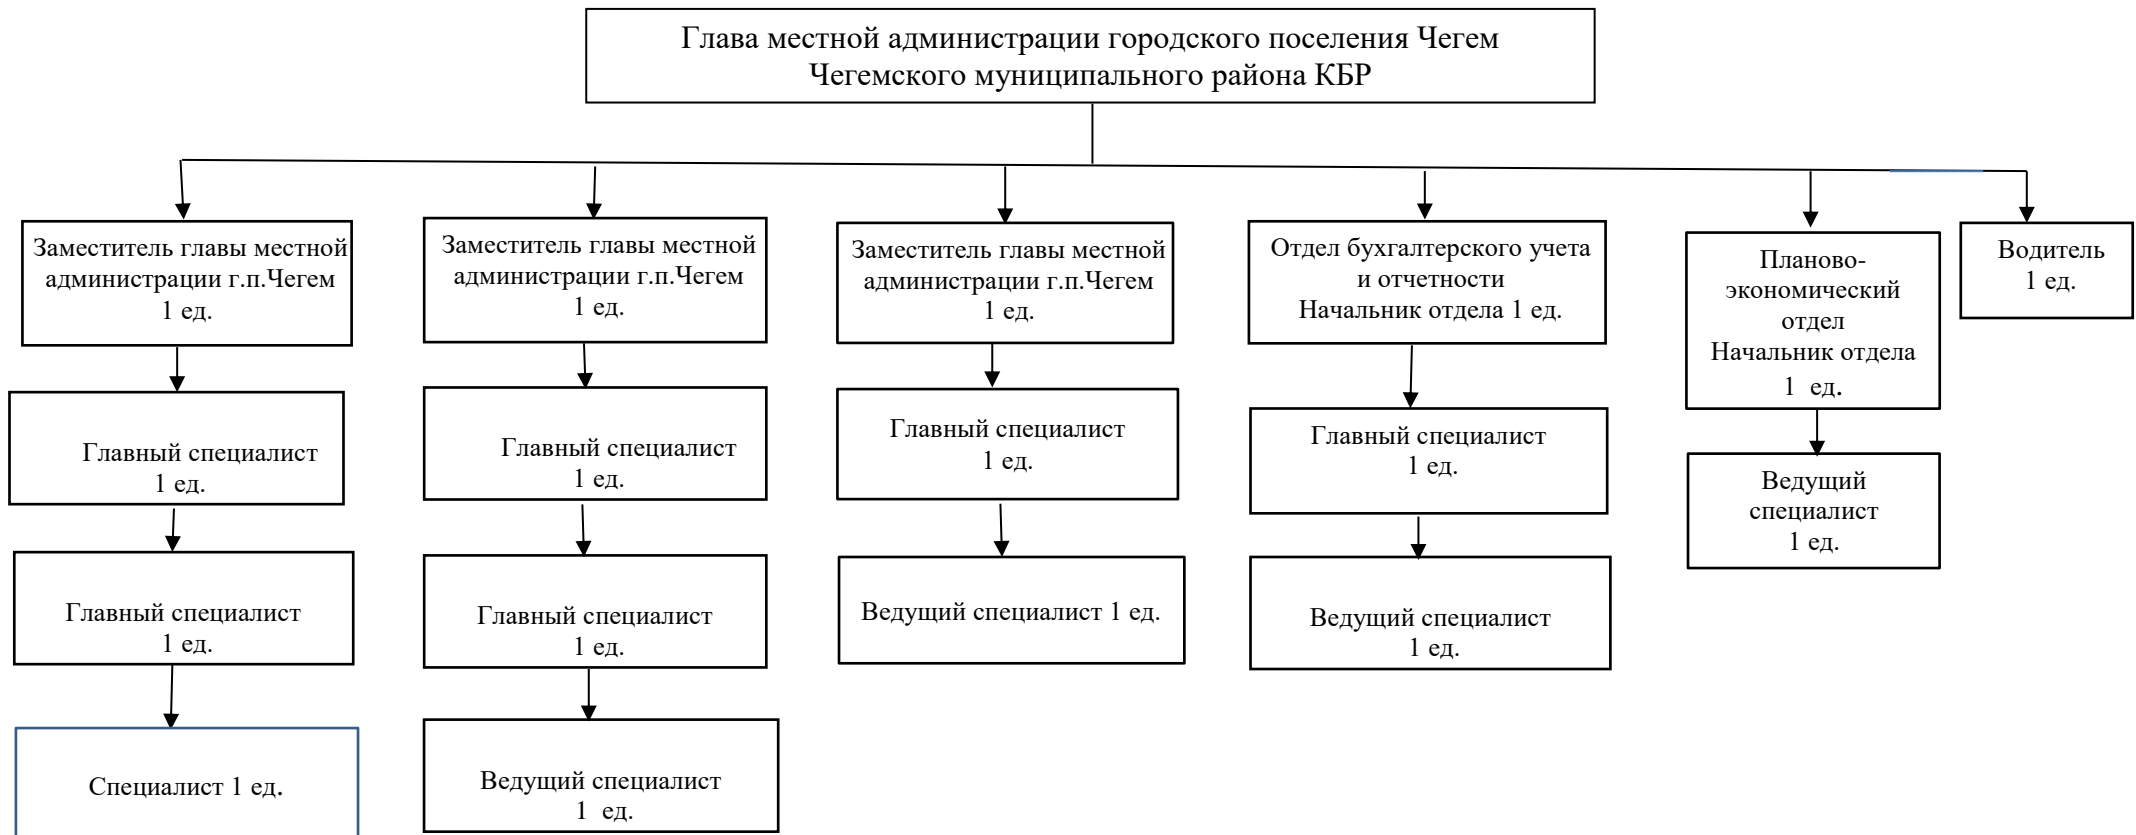 Глава местной администрации городского поселения Чегем
Чегемского муниципального района КБР
Заместитель главы местной
администрации г.п.Чегем
1 ед.
Главный специалист
1 ед.
Главный специалист
1 ед.
Специалист 1 ед.
Заместитель главы местной
администрации г.п.Чегем
1 ед.
Главный специалист
1 ед.
Главный специалист
1 ед.
Ведущий специалист
1 ед.
Заместитель главы местной
администрации г.п.Чегем
1 ед.
Главный специалист
1 ед.
Ведущий специалист 1 ед.
Отдел бухгалтерского учета
и отчетности
Начальник отдела 1 ед.
Главный специалист
1 ед.
Ведущий специалист
1 ед.
Планово-
экономический
отдел
Начальник отдела
1 ед.
Ведущий
специалист
1 ед.
Водитель
1 ед.